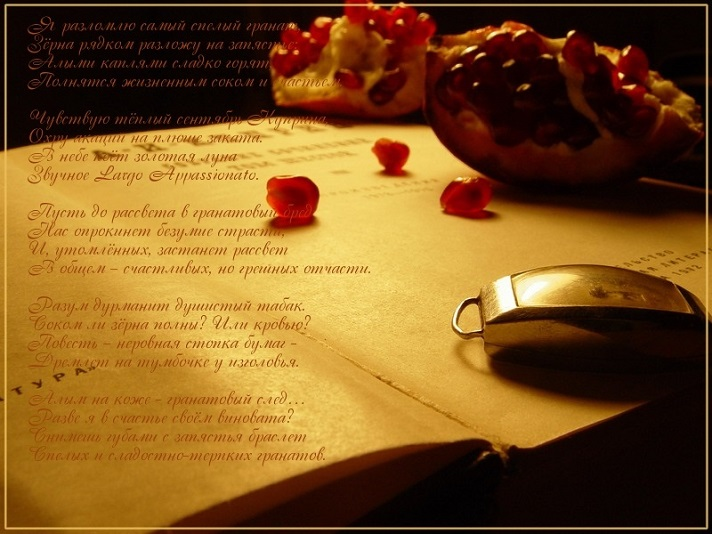 Я разломлю самый спелый гранат,
Зёрна рядком разложу на запястье:
Алыми каплями сладко горят,
Полнятся жизненным соком и счастьем.
Чувствую тёплый сентябрь Куприна,
Охру акации на плюше заката.
В небе поёт золотая луна
Звучное Largo Appassionato.
Пусть до рассвета в гранатовый бред
Нас опрокинет безумие страсти,
И, утомлённых, застанет рассвет
В общем – счастливых, но грешных отчасти.
Разум дурманит душистый табак.
Соком ли зёрна полны? Или кровью?
Повесть – неровная стопка бумаг -
Дремлет на тумбочке у изголовья.
Алым на коже – гранатовый след...
Разве я в счастье своём виновата?
Снимешь губами с запястья браслет
Спелых и сладостно-терпких гранатов.